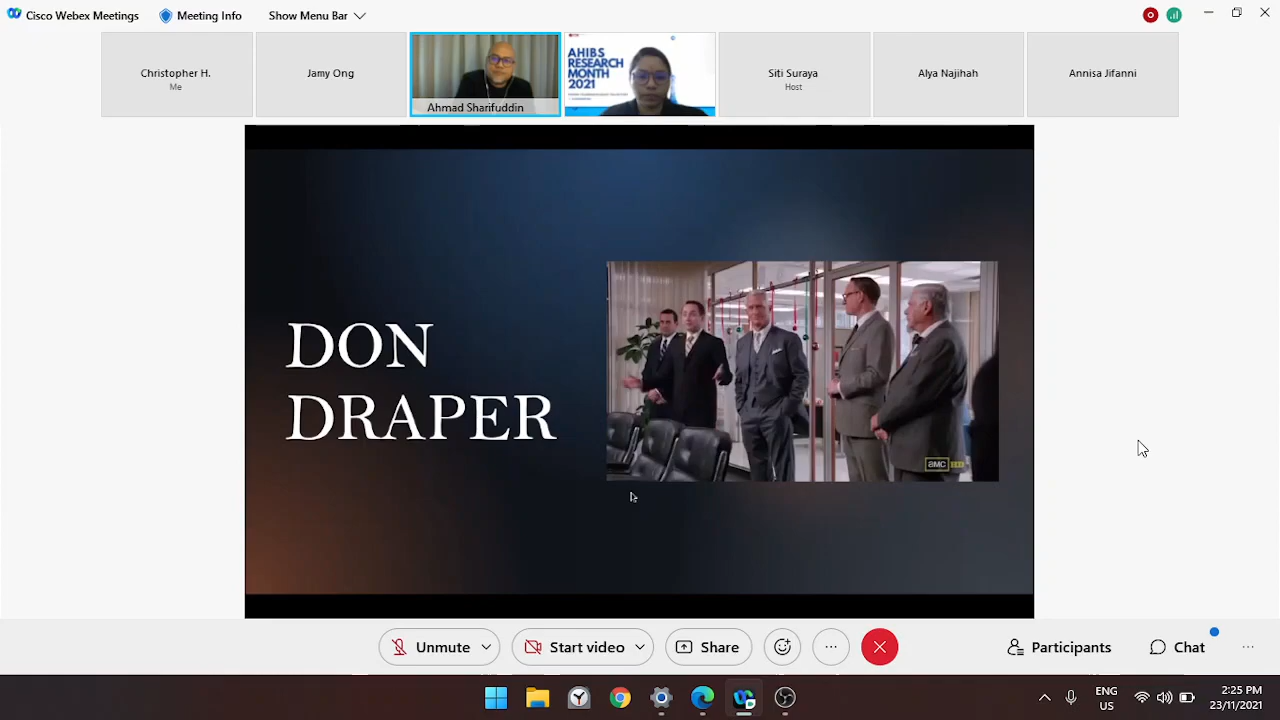 Cisco Webex Meetings
Meeting Info
Show Menu Bar
Christopher H.
Me
Jamy Ong
Ahmad Sharifuddin
AHIBS
RESEARCH
MONTH
2021
Siti Suraya
Host
Alya Najihah
Annisa Jifanni
DON
DRAPER
aMC
Unmute
Start video
Share
Participants
Chat
ENG
US
2:23 PM
23/11/2021